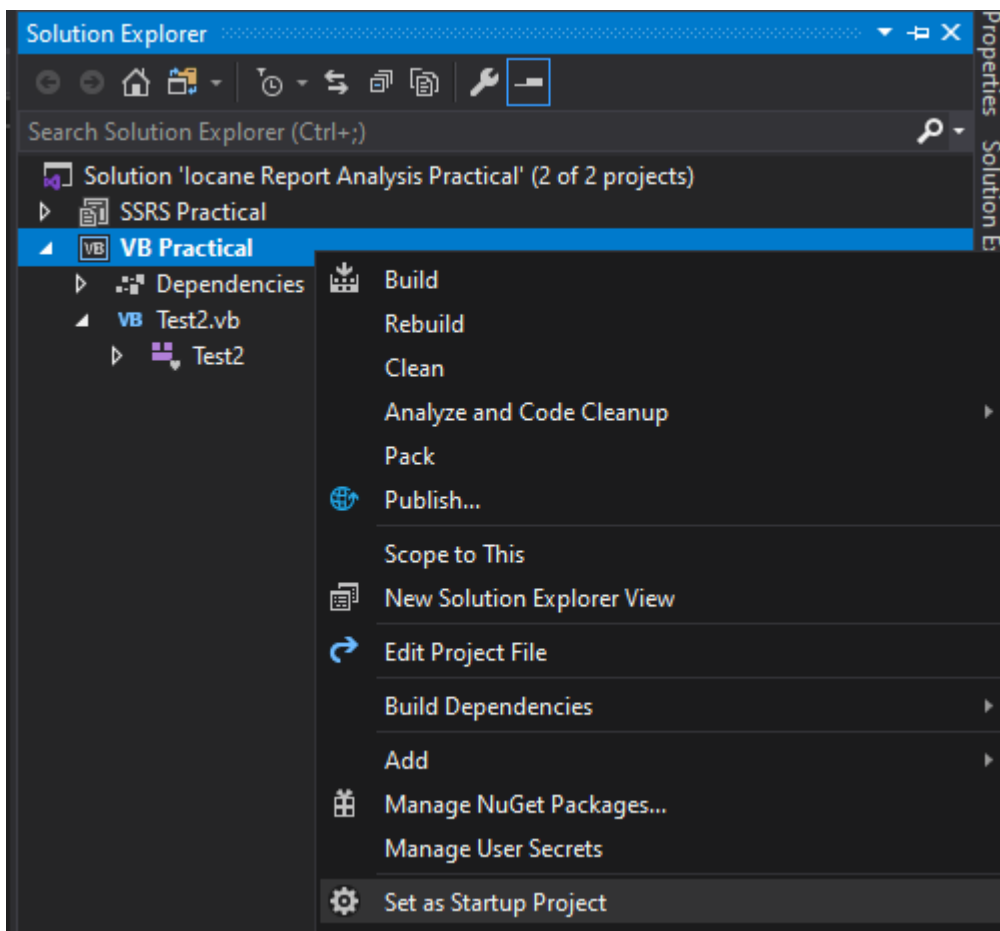 Solution Explorer
Search Solution Explorer (Ctrl+;)
Solution 'Iocane Report Analysis Practical' (2 of 2 projects)
SSRS Practical
VB VB Practical
Dependencies
VB Test2.vb
Test2
Build
Rebuild
Clean
Analyze and Code Cleanup
Pack
Publish...
Scope to This
New Solution Explorer View
Edit Project File
Build Dependencies
Add
Manage NuGet Packages...
Manage User Secrets
Set as Startup Project
Properties
Solution Ex